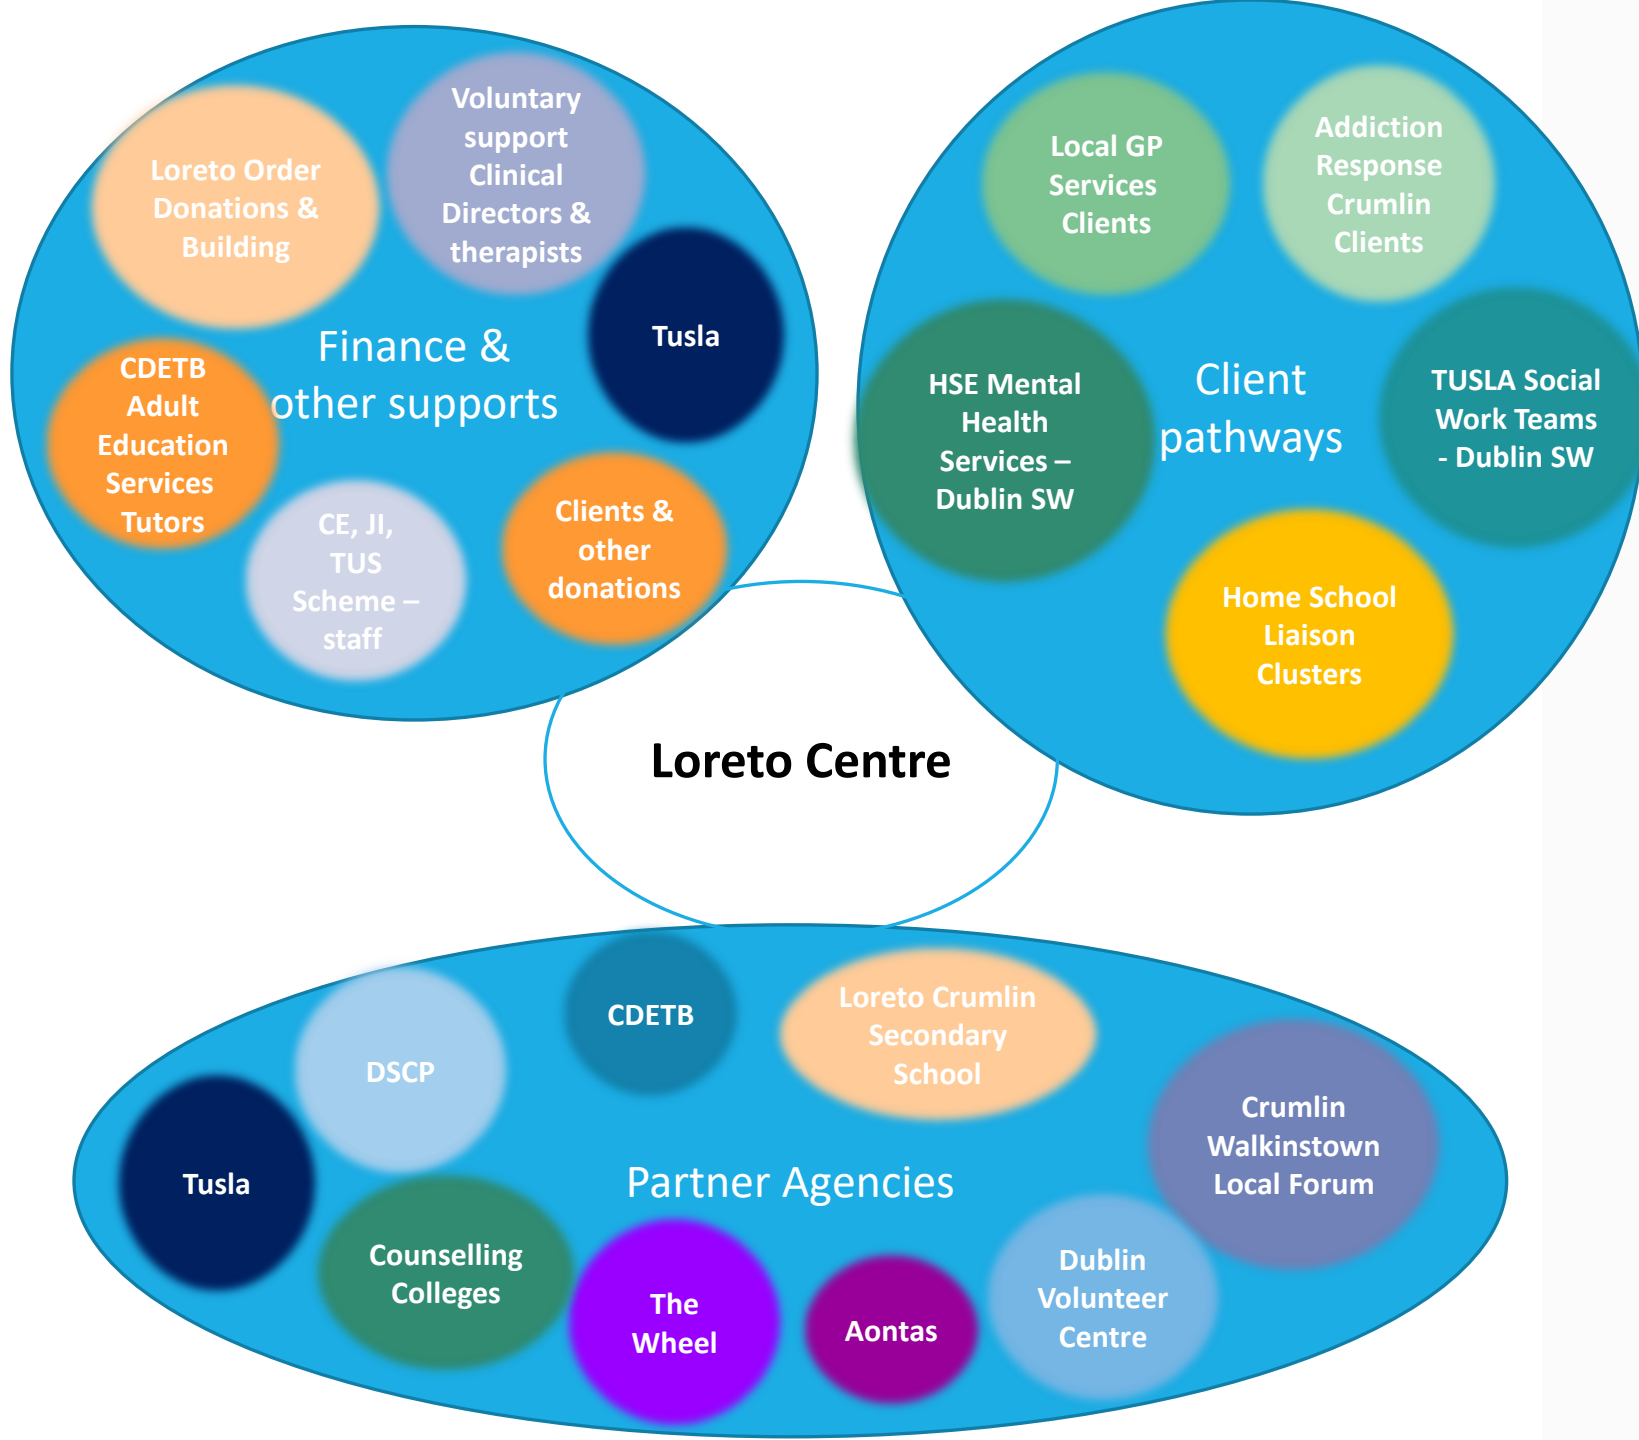 Loreto Order
Donations &
Building
Voluntary
support
Clinical
Directors &
therapists
Tusla
Finance &
other supports
CDETB
Adult
Education
Services
Tutors
CE, JI,
TUS
Scheme –
staff
Clients &
other
donations
Local GP
Services
Clients
Addiction
Response
Crumlin
Clients
HSE Mental
Health
Services –
Dublin SW
Client
pathways
TUSLA Social
Work Teams
- Dublin SW
Home School
Liaison
Clusters
Loreto Centre
CDETB
Loreto Crumlin
Secondary
School
DSCP
Crumlin
Walkinstown
Local Forum
Tusla
Partner Agencies
Counselling
Colleges
The
Wheel
Aontas
Dublin
Volunteer
Centre